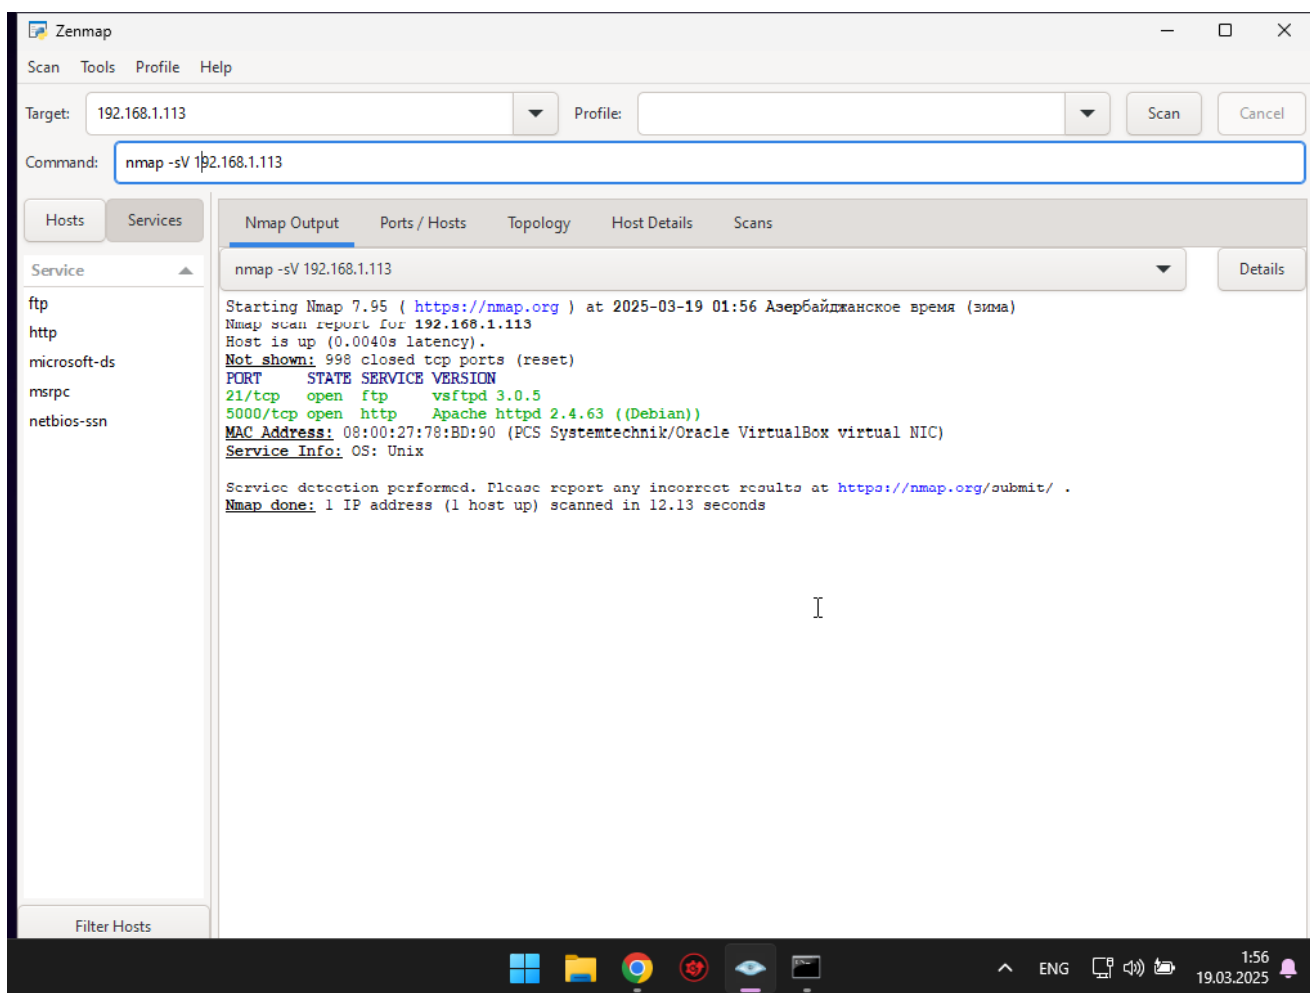 Zenmap
Scan Tools Profile Help
Target: 192.168.1.113 Profile: Scan Cancel
Command: nmap -sV 192.168.1.113
Hosts Services Nmap Output Ports / Hosts Topology Host Details Scans
Service nmap -sV 192.168.1.113 Details
ftp
http
microsoft-ds
msrpc
netbios-ssn
Starting Nmap 7.95 ( https://nmap.org ) at 2025-03-19 01:56 Азербайджанское время (зима)
Nmap scan report for 192.168.1.113
Host is up (0.0040s latency).
Not shown: 998 closed tcp ports (reset)
PORT STATE SERVICE VERSION
21/tcp open ftp vsftpd 3.0.5
5000/tcp open http Apache httpd 2.4.63 ((Debian))
MAC Address: 08:00:27:78:BD:90 (PCS Systemtechnik/Oracle VirtualBox virtual NIC)
Service Info: OS: Unix
Service detection performed. Please report any incorrect results at https://nmap.org/submit/ .
Nmap done: 1 IP address (1 host up) scanned in 12.13 seconds
Filter Hosts
ENG 1:56
19.03.2025